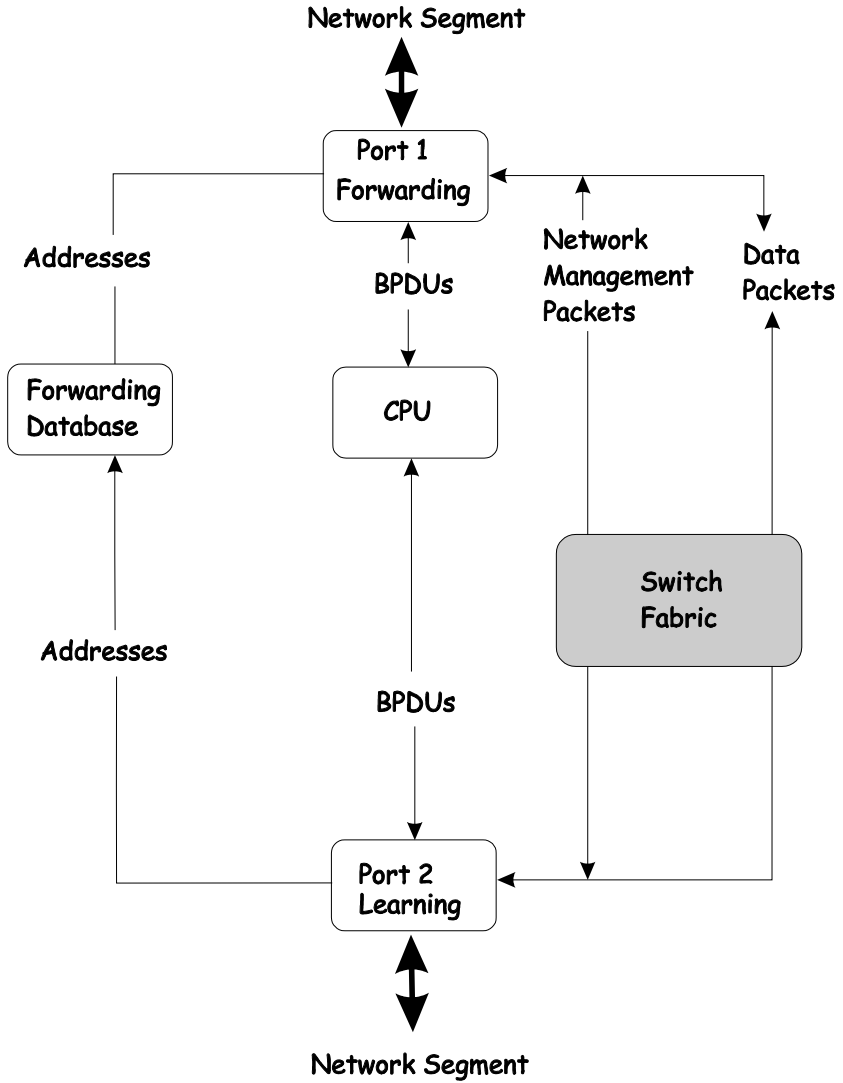 Network Segment
Port 1
Forwarding
Addresses
BPDUs
Network
Management
Packets
Data
Packets
Forwarding
Database
CPU
Switch
Fabric
Addresses
BPDUs
Port 2
Learning
Network Segment